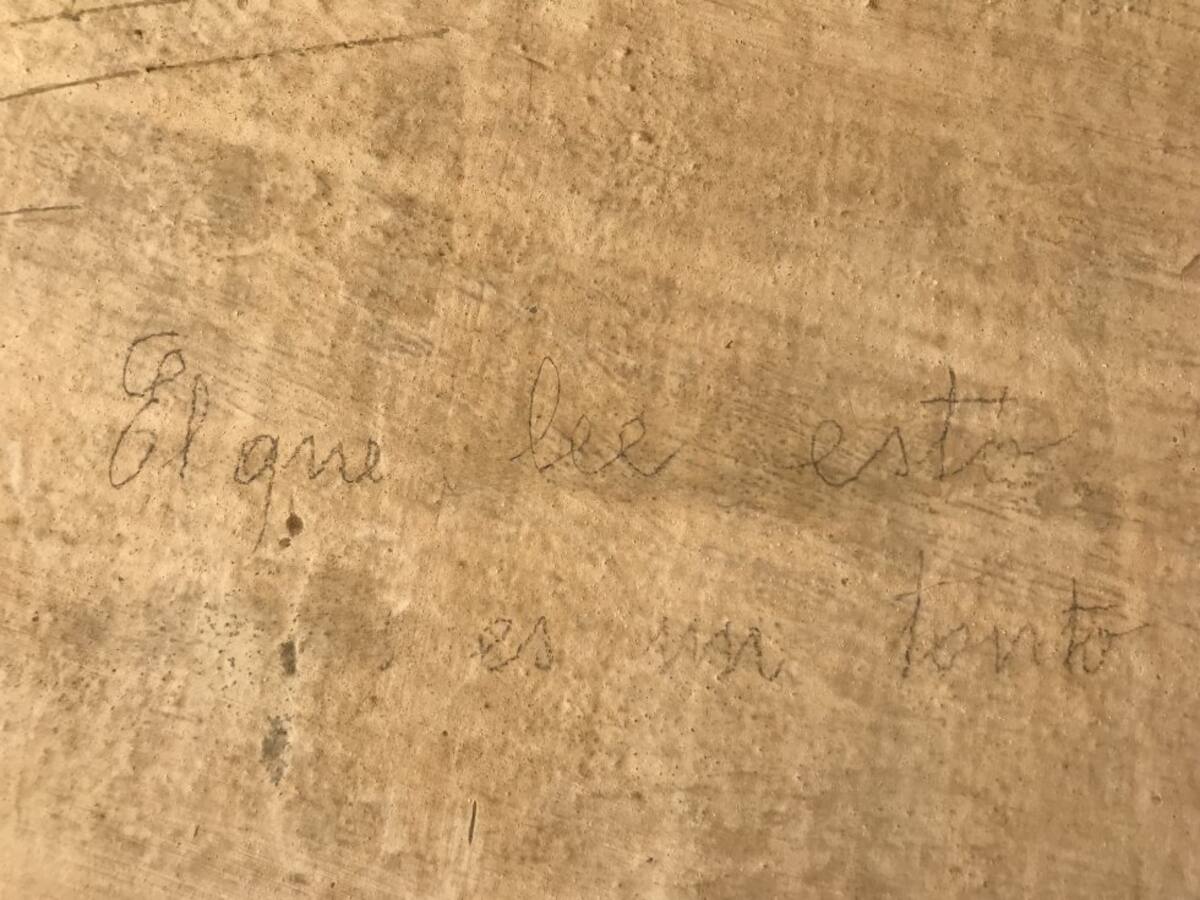 El que lee esto
es un tonto